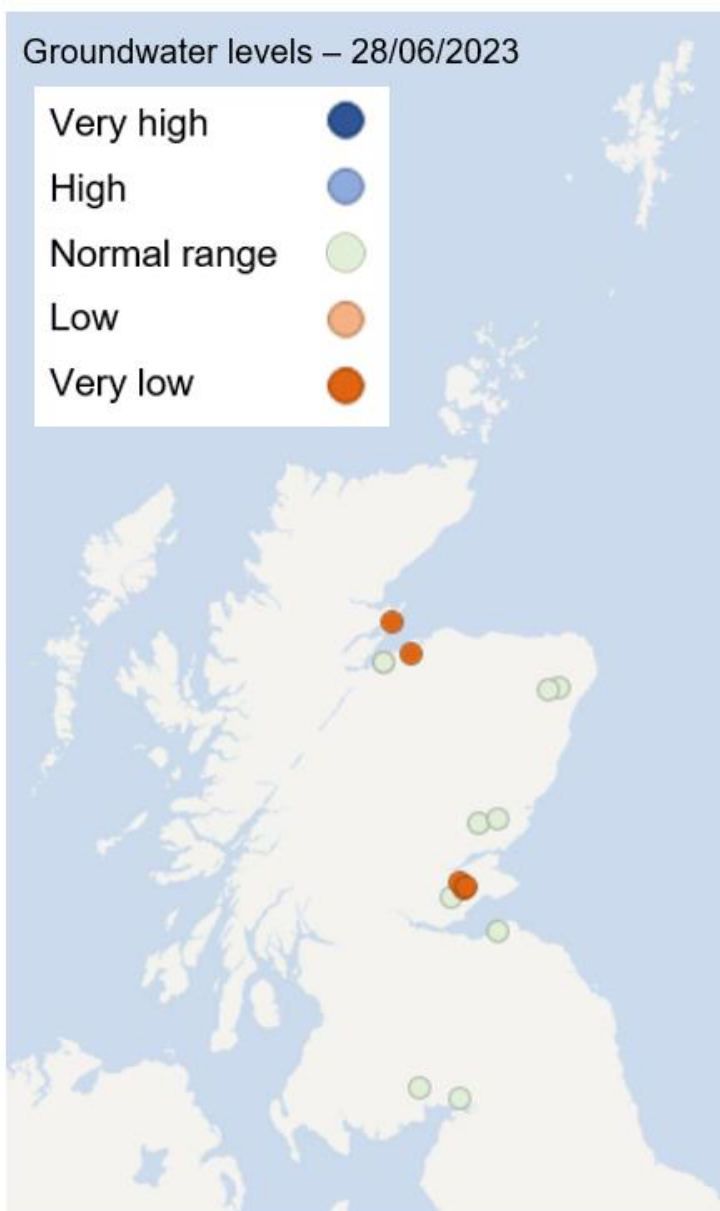 Groundwater levels – 28/06/2023
Very high
High
Normal range
Low
Very low